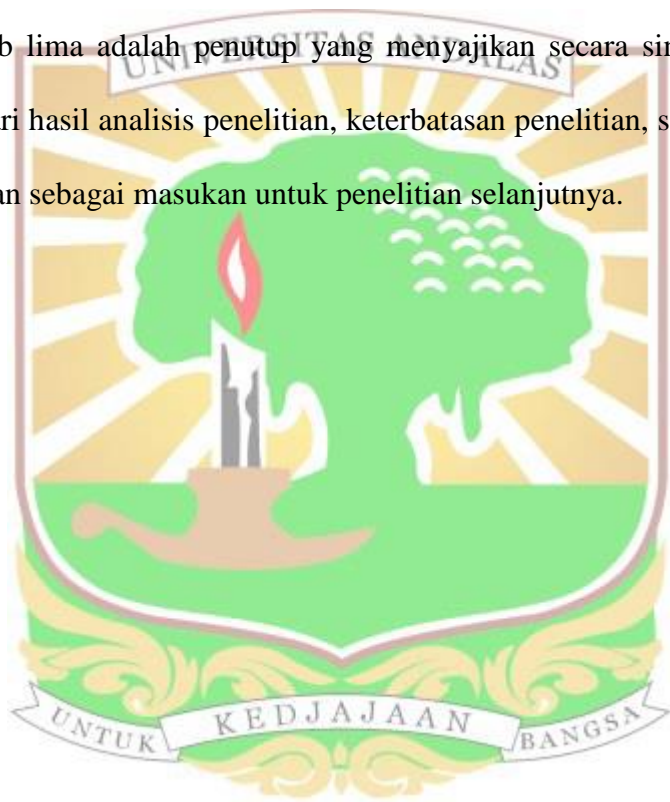 b lima adalah penutup yang menyajikan secara sin
UNIVERSITAS ANDALAS
ri hasil analisis penelitian, keterbatasan penelitian, s
an sebagai masukan untuk penelitian selanjutnya.
UNTUK KEDJAJAAN BANGSA